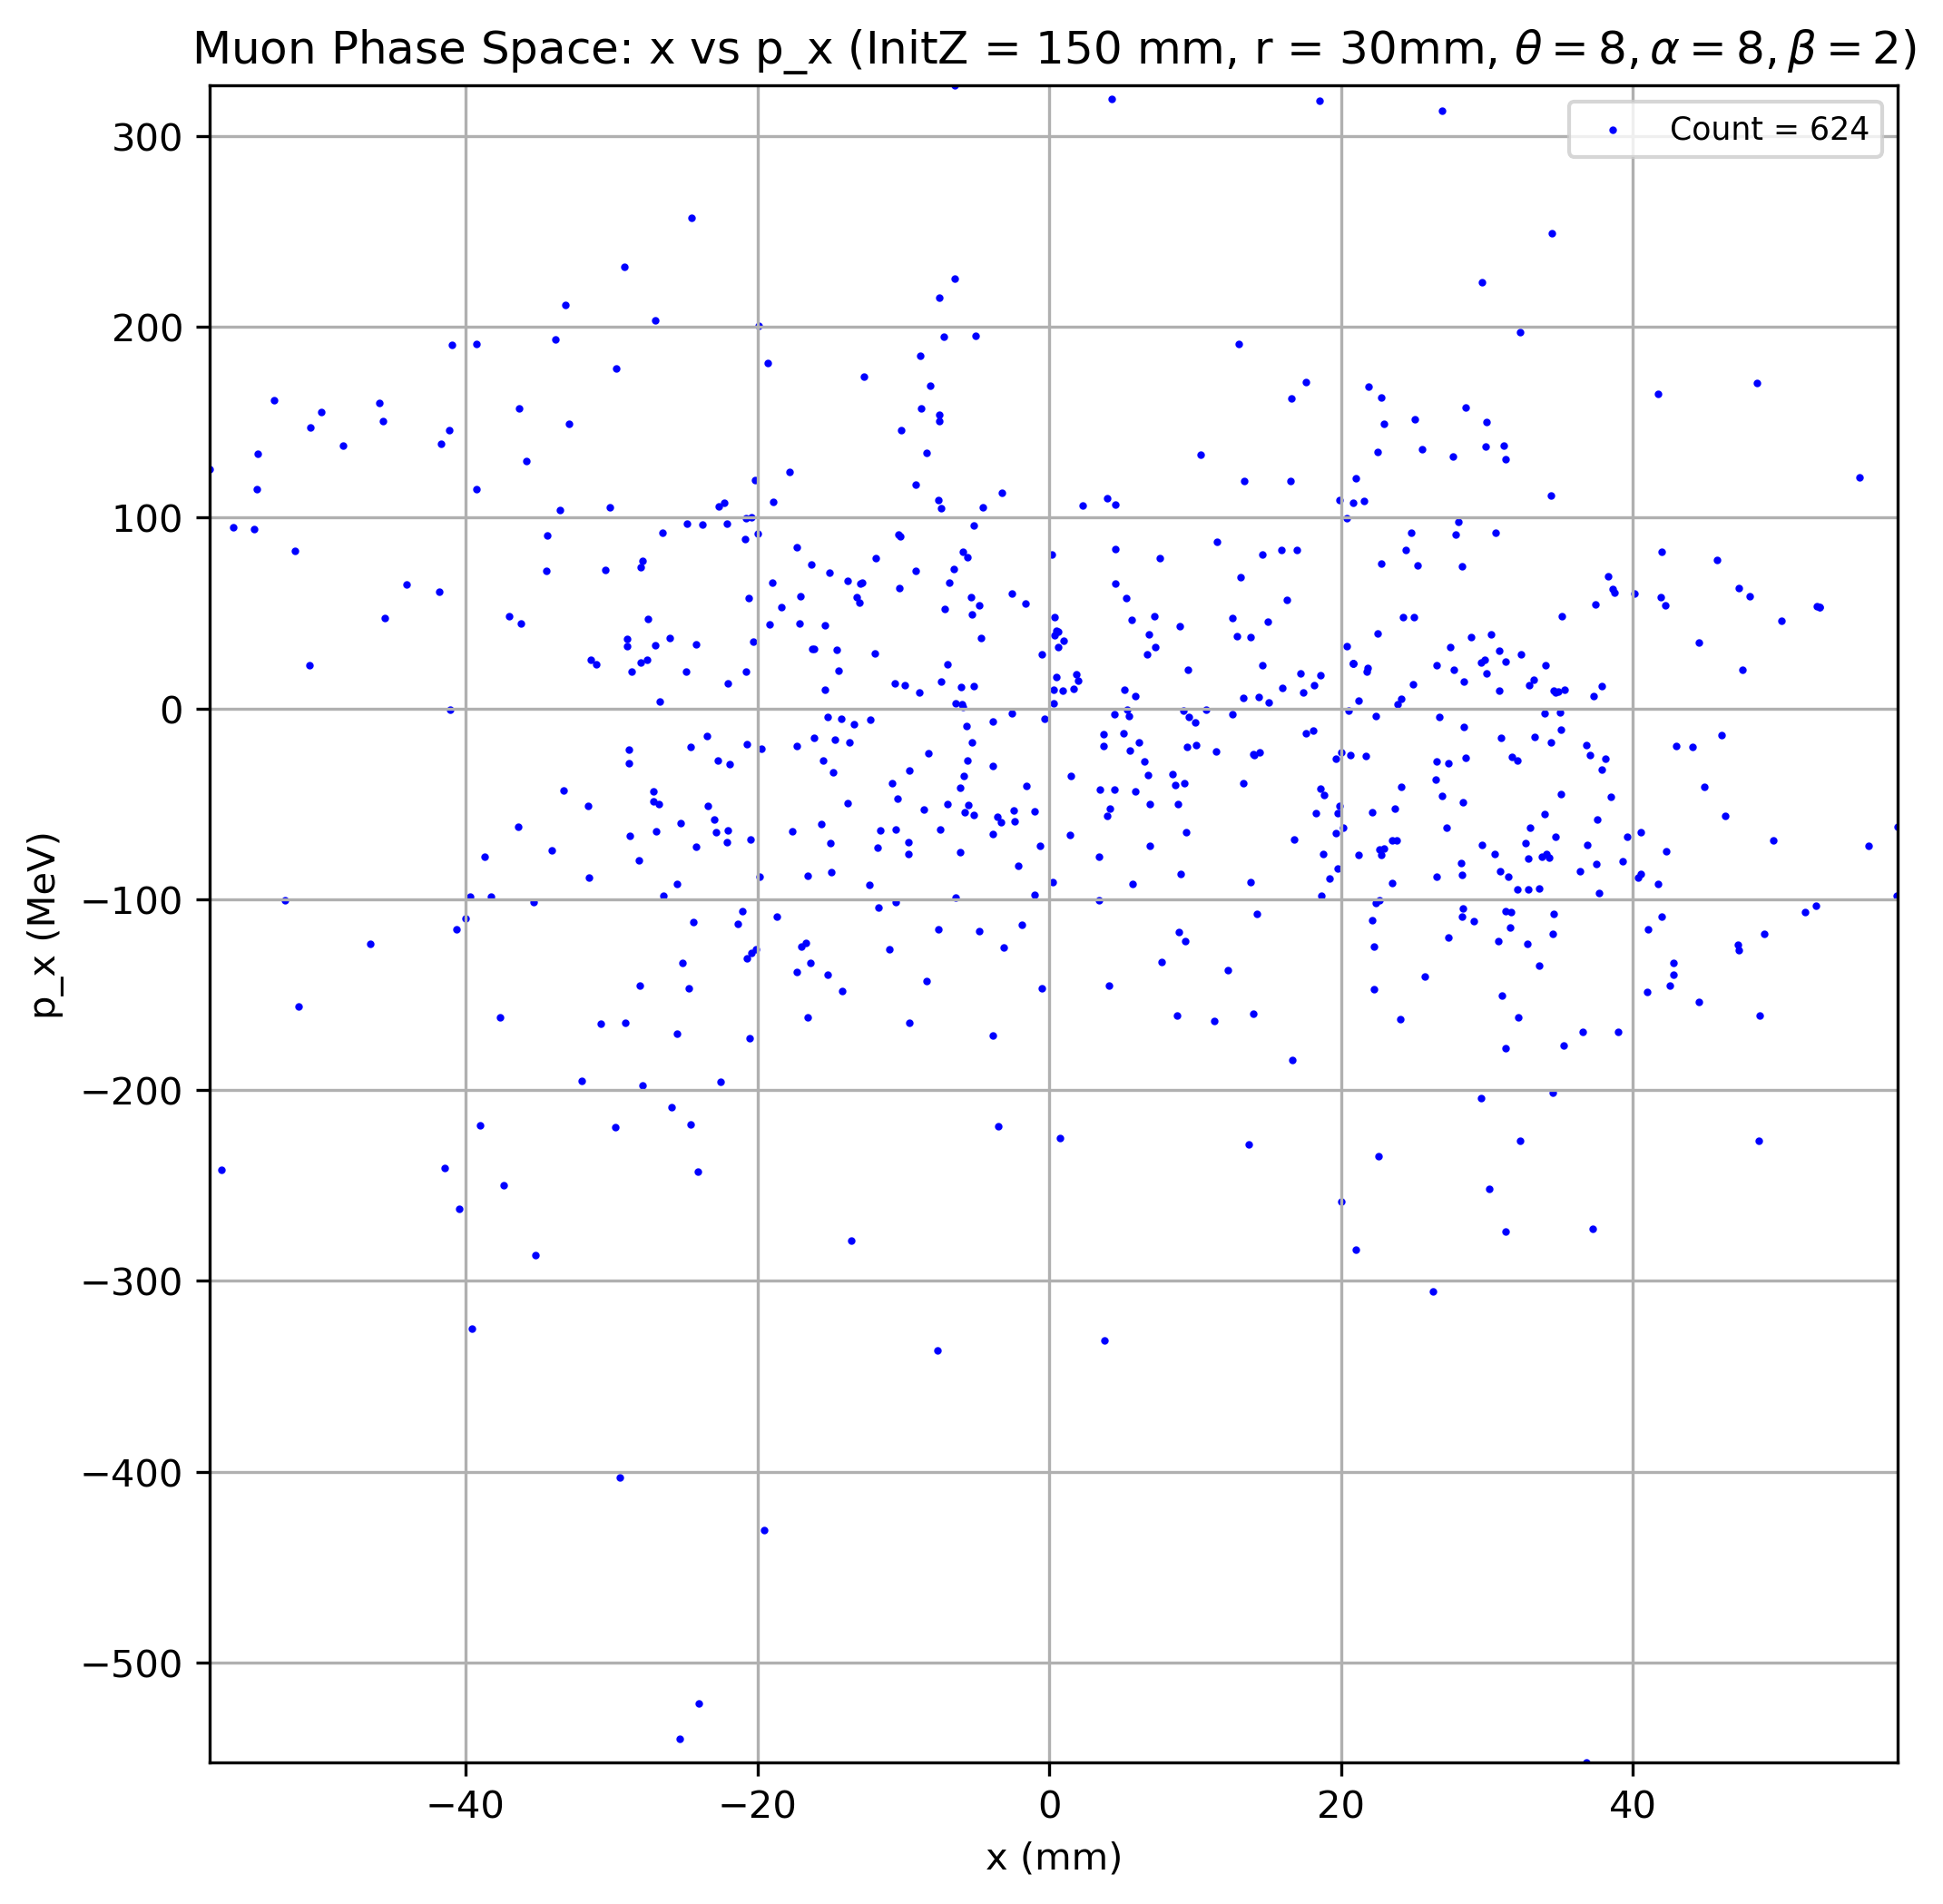 Muon Phase Space: x vs p_x (InitZ = 150 mm, r = 30mm, θ = 8, α = 8, β = 2)
Count = 624
300
200
100
0
−100
−200
−300
−400
−500
p_x (MeV)
−40 −20 0 20 40
x (mm)